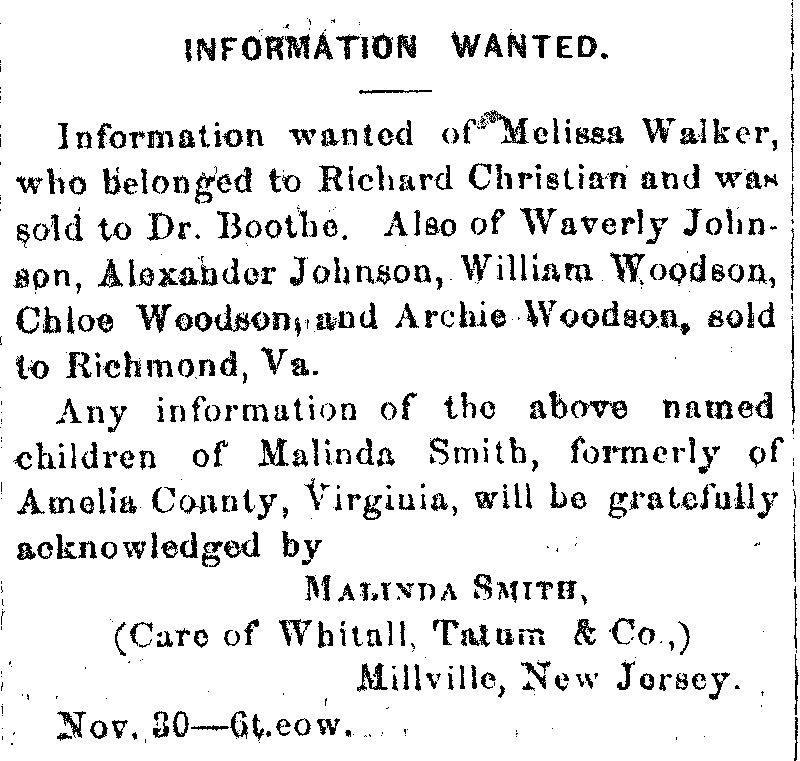 INFORMATION WANTED.
Information wanted of Melissa Walker,
who belonged to Richard Christian and was
sold to Dr. Boothe. Also of Waverly John-
son, Alexander Johnson, William Woodson,
Chloe Woodson, and Archie Woodson, sold
to Richmond, Va.
Any information of the above named
children of Malinda Smith, formerly of
Amelia County, Virginia, will be gratefully
acknowledged by
MALINDA SMITH,
(Care of Whitall, Tatum & Co.,)
Millville, New Jersey.
Nov. 30—6t.eow.